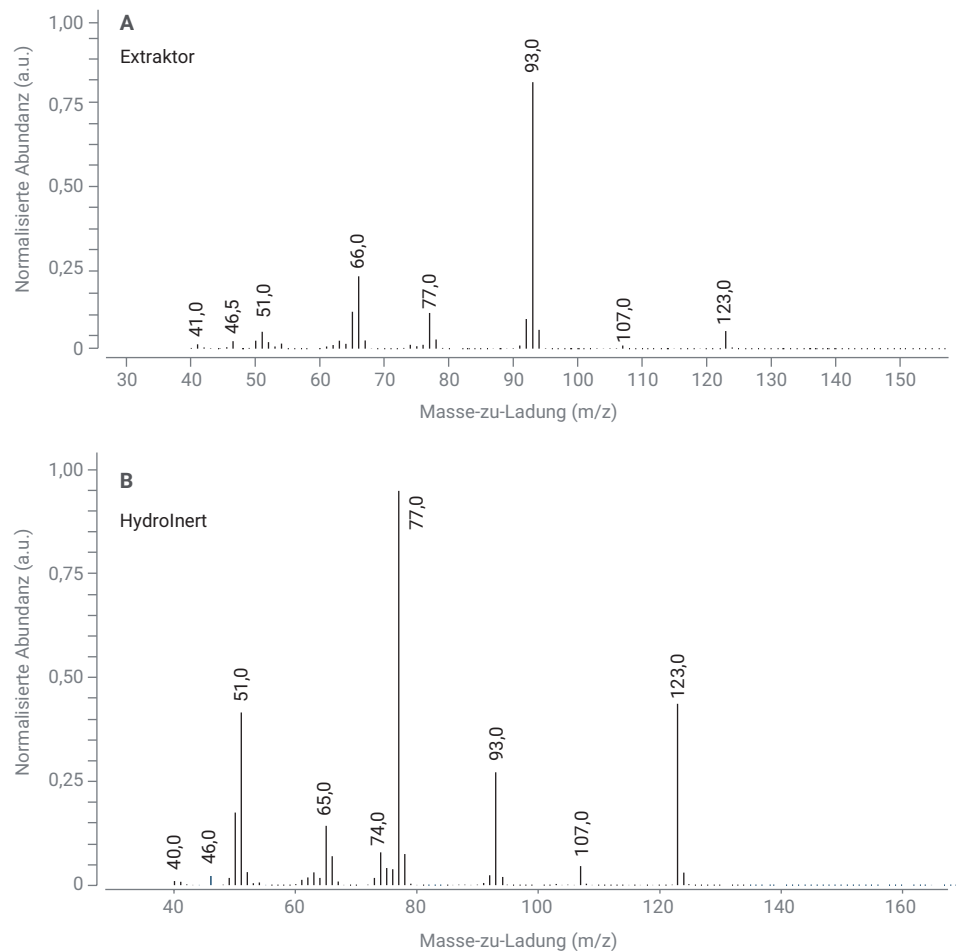 A
Extraktor
Normalisierte Abundanz (a.u.)
1,00
0,75
0,50
0,25
0
41,0
46,5
51,0
66,0
77,0
93,0
107,0
123,0
30 40 50 60 70 80 90 100 110 120 130 140 150
Masse-zu-Ladung (m/z)
B
HydroInert
Normalisierte Abundanz (a.u.)
1,00
0,75
0,50
0,25
0
40,0
46,0
51,0
65,0
74,0
77,0
93,0
107,0
123,0
40 60 80 100 120 140 160
Masse-zu-Ladung (m/z)